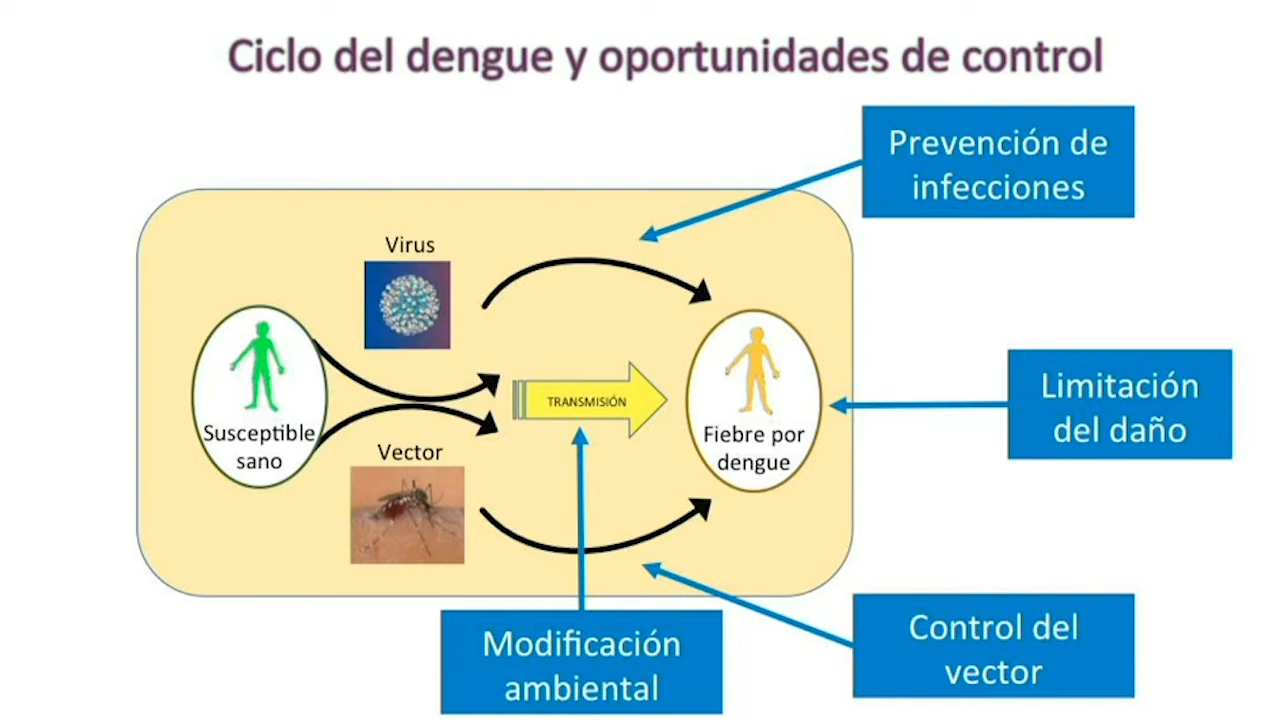 Ciclo del dengue y oportunidades de control
Prevención de
infecciones
Virus
Susceptible
sano
TRANSMISIÓN
Fiebre por
dengue
Limitación
del daño
Vector
Modificación
ambiental
Control del
vector